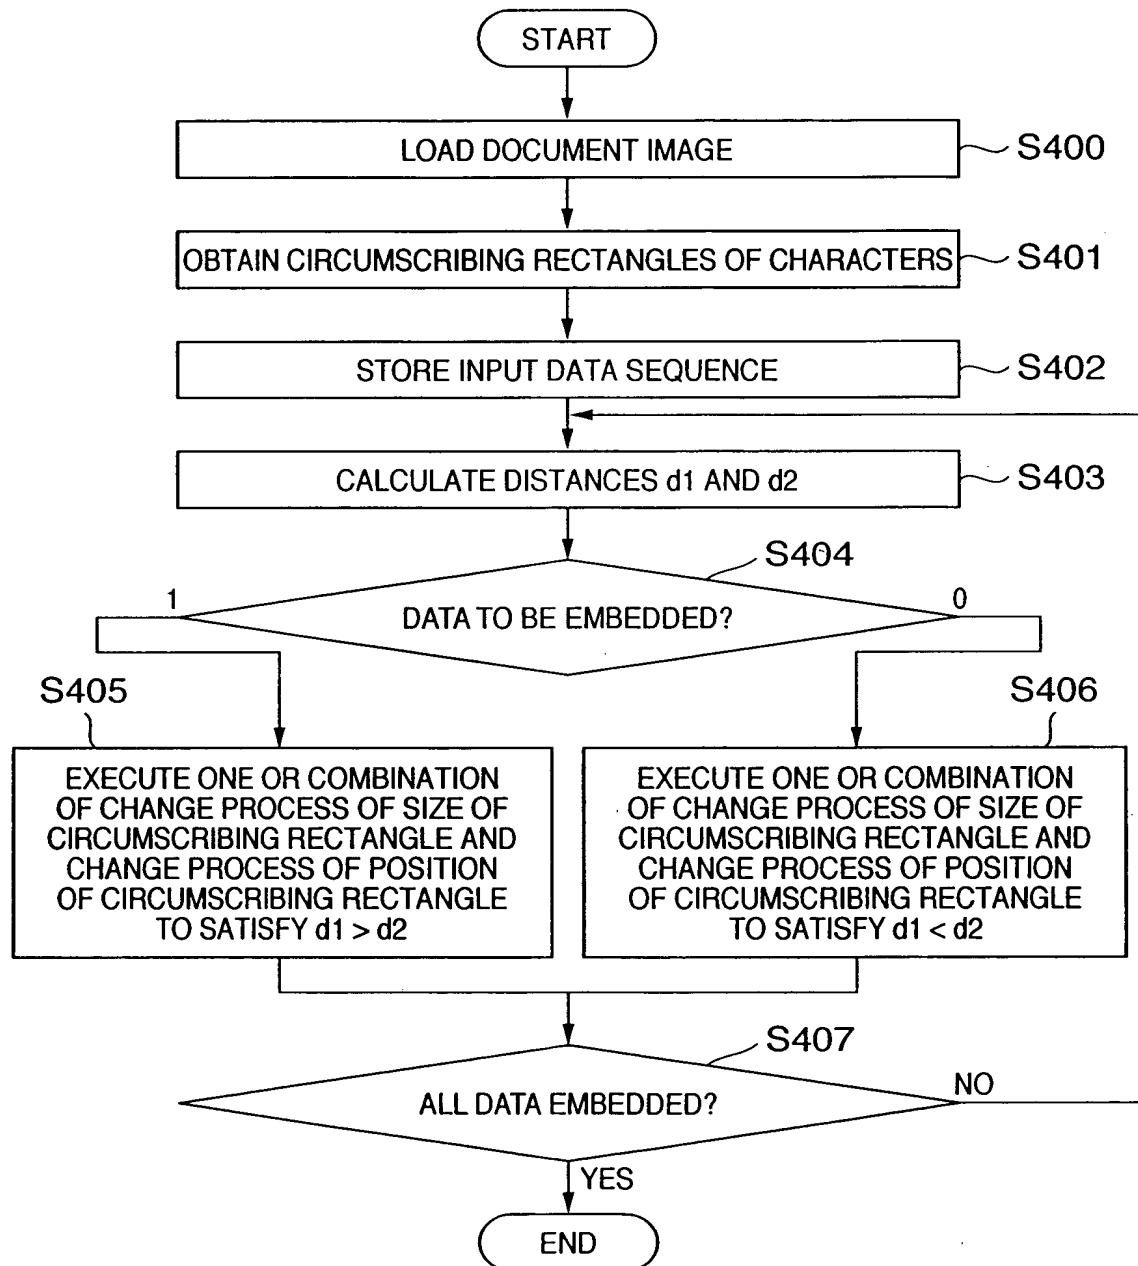 START
LOAD DOCUMENT IMAGE
S400
OBTAIN CIRCUMSCRIBING RECTANGLES OF CHARACTERS
S401
STORE INPUT DATA SEQUENCE
S402
CALCULATE DISTANCES d1 AND d2
S403
S404
1
DATA TO BE EMBEDDED?
0
S405
EXECUTE ONE OR COMBINATION
OF CHANGE PROCESS OF SIZE OF
CIRCUMSCRIBING RECTANGLE AND
CHANGE PROCESS OF POSITION
OF CIRCUMSCRIBING RECTANGLE
TO SATISFY d1 > d2
S406
EXECUTE ONE OR COMBINATION
OF CHANGE PROCESS OF SIZE OF
CIRCUMSCRIBING RECTANGLE AND
CHANGE PROCESS OF POSITION
OF CIRCUMSCRIBING RECTANGLE
TO SATISFY d1 < d2
S407
ALL DATA EMBEDDED?
NO
YES
END